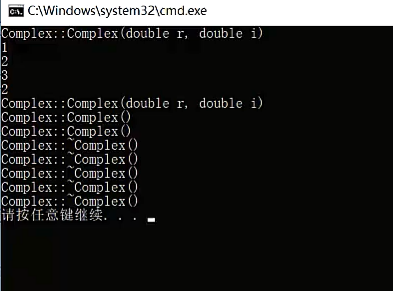 C:\Windows\system32\cmd.exe
Complex::Complex(double r, double i)
1
2
3
2
Complex::Complex(double r, double i)
Complex::Complex()
Complex::Complex()
Complex::~Complex()
Complex::~Complex()
Complex::~Complex()
Complex::~Complex()
Complex::~Complex()
请按任意键继续. . .